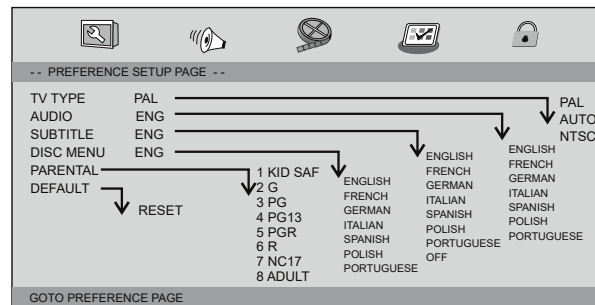 -- PREFERENCE SETUP PAGE --
TV TYPE PAL
AUDIO ENG
SUBTITLE ENG
DISC MENU ENG
PARENTAL
DEFAULT
RESET
1 KID SAF
2 G
3 PG
4 PG13
5 PGR
6 R
7 NC17
8 ADULT
ENGLISH
FRENCH
GERMAN
ITALIAN
SPANISH
POLISH
PORTUGUESE
ENGLISH
FRENCH
GERMAN
ITALIAN
SPANISH
POLISH
PORTUGUESE
OFF
ENGLISH
FRENCH
GERMAN
ITALIAN
SPANISH
POLISH
PORTUGUESE
PAL
AUTO
NTSC
GOTO PREFERENCE PAGE